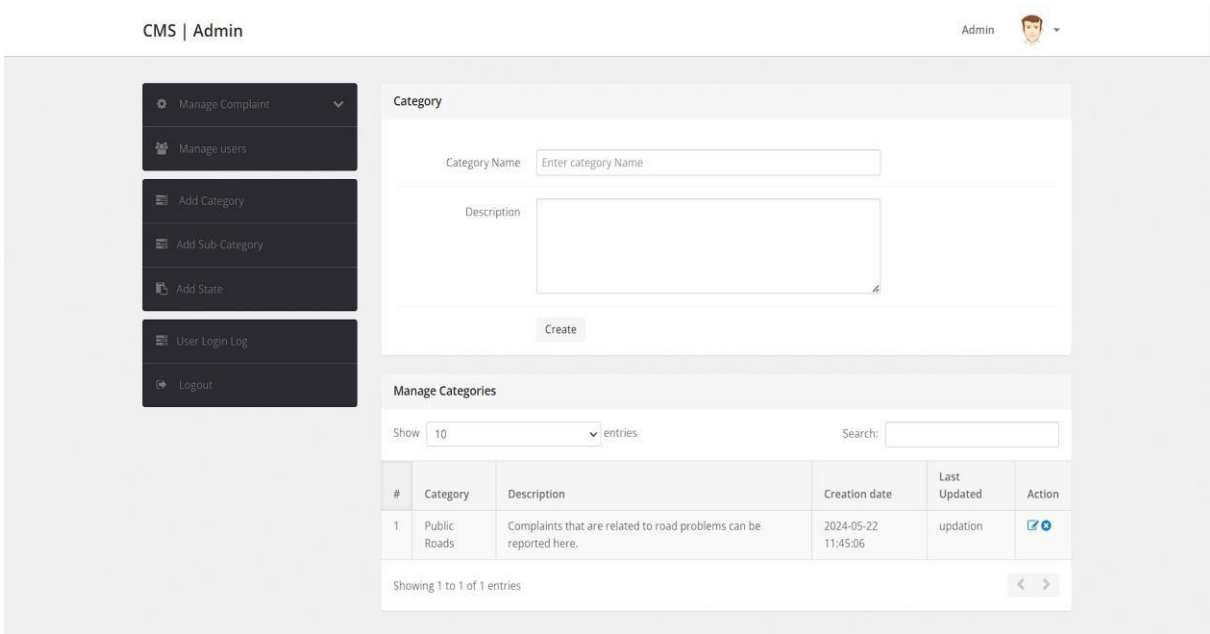 CMS | Admin
Admin
Manage Complaint
Manage users
Add Category
Add Sub-Category
Add State
User Login Log
Logout
Category
Category Name
Enter category Name
Description
Create
Manage Categories
Show 10 entries
Search:
# Category Description Creation date Last Updated Action
1 Public Roads Complaints that are related to road problems can be reported here. 2024-05-22 11:45:06 updation
Showing 1 to 1 of 1 entries